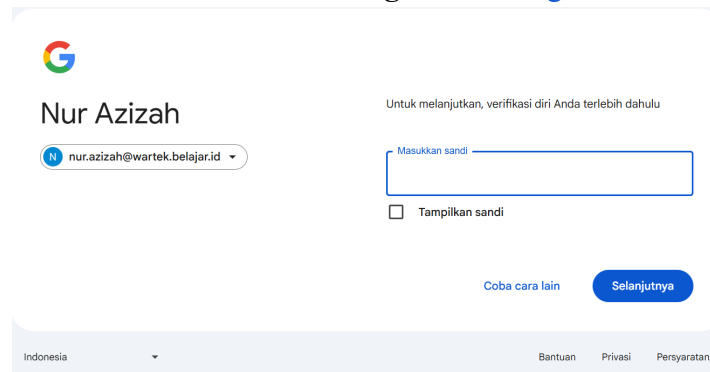 Nur Azizah
N nur.azizah@wartek.belajar.id
Untuk melanjutkan, verifikasi diri Anda terlebih dahulu
Masukkan sandi
Tampilkan sandi
Coba cara lain
Selanjutnya
Indonesia
Bantuan Privasi Persyaratan